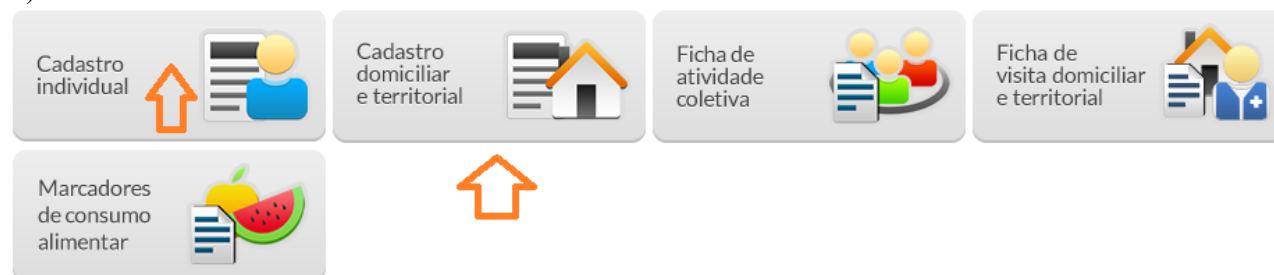 Cadastro
individual
Cadastro
domiciliar
e territorial
Ficha de
atividade
coletiva
Ficha de
visita domiciliar
e territorial
Marcadores
de consumo
alimentar